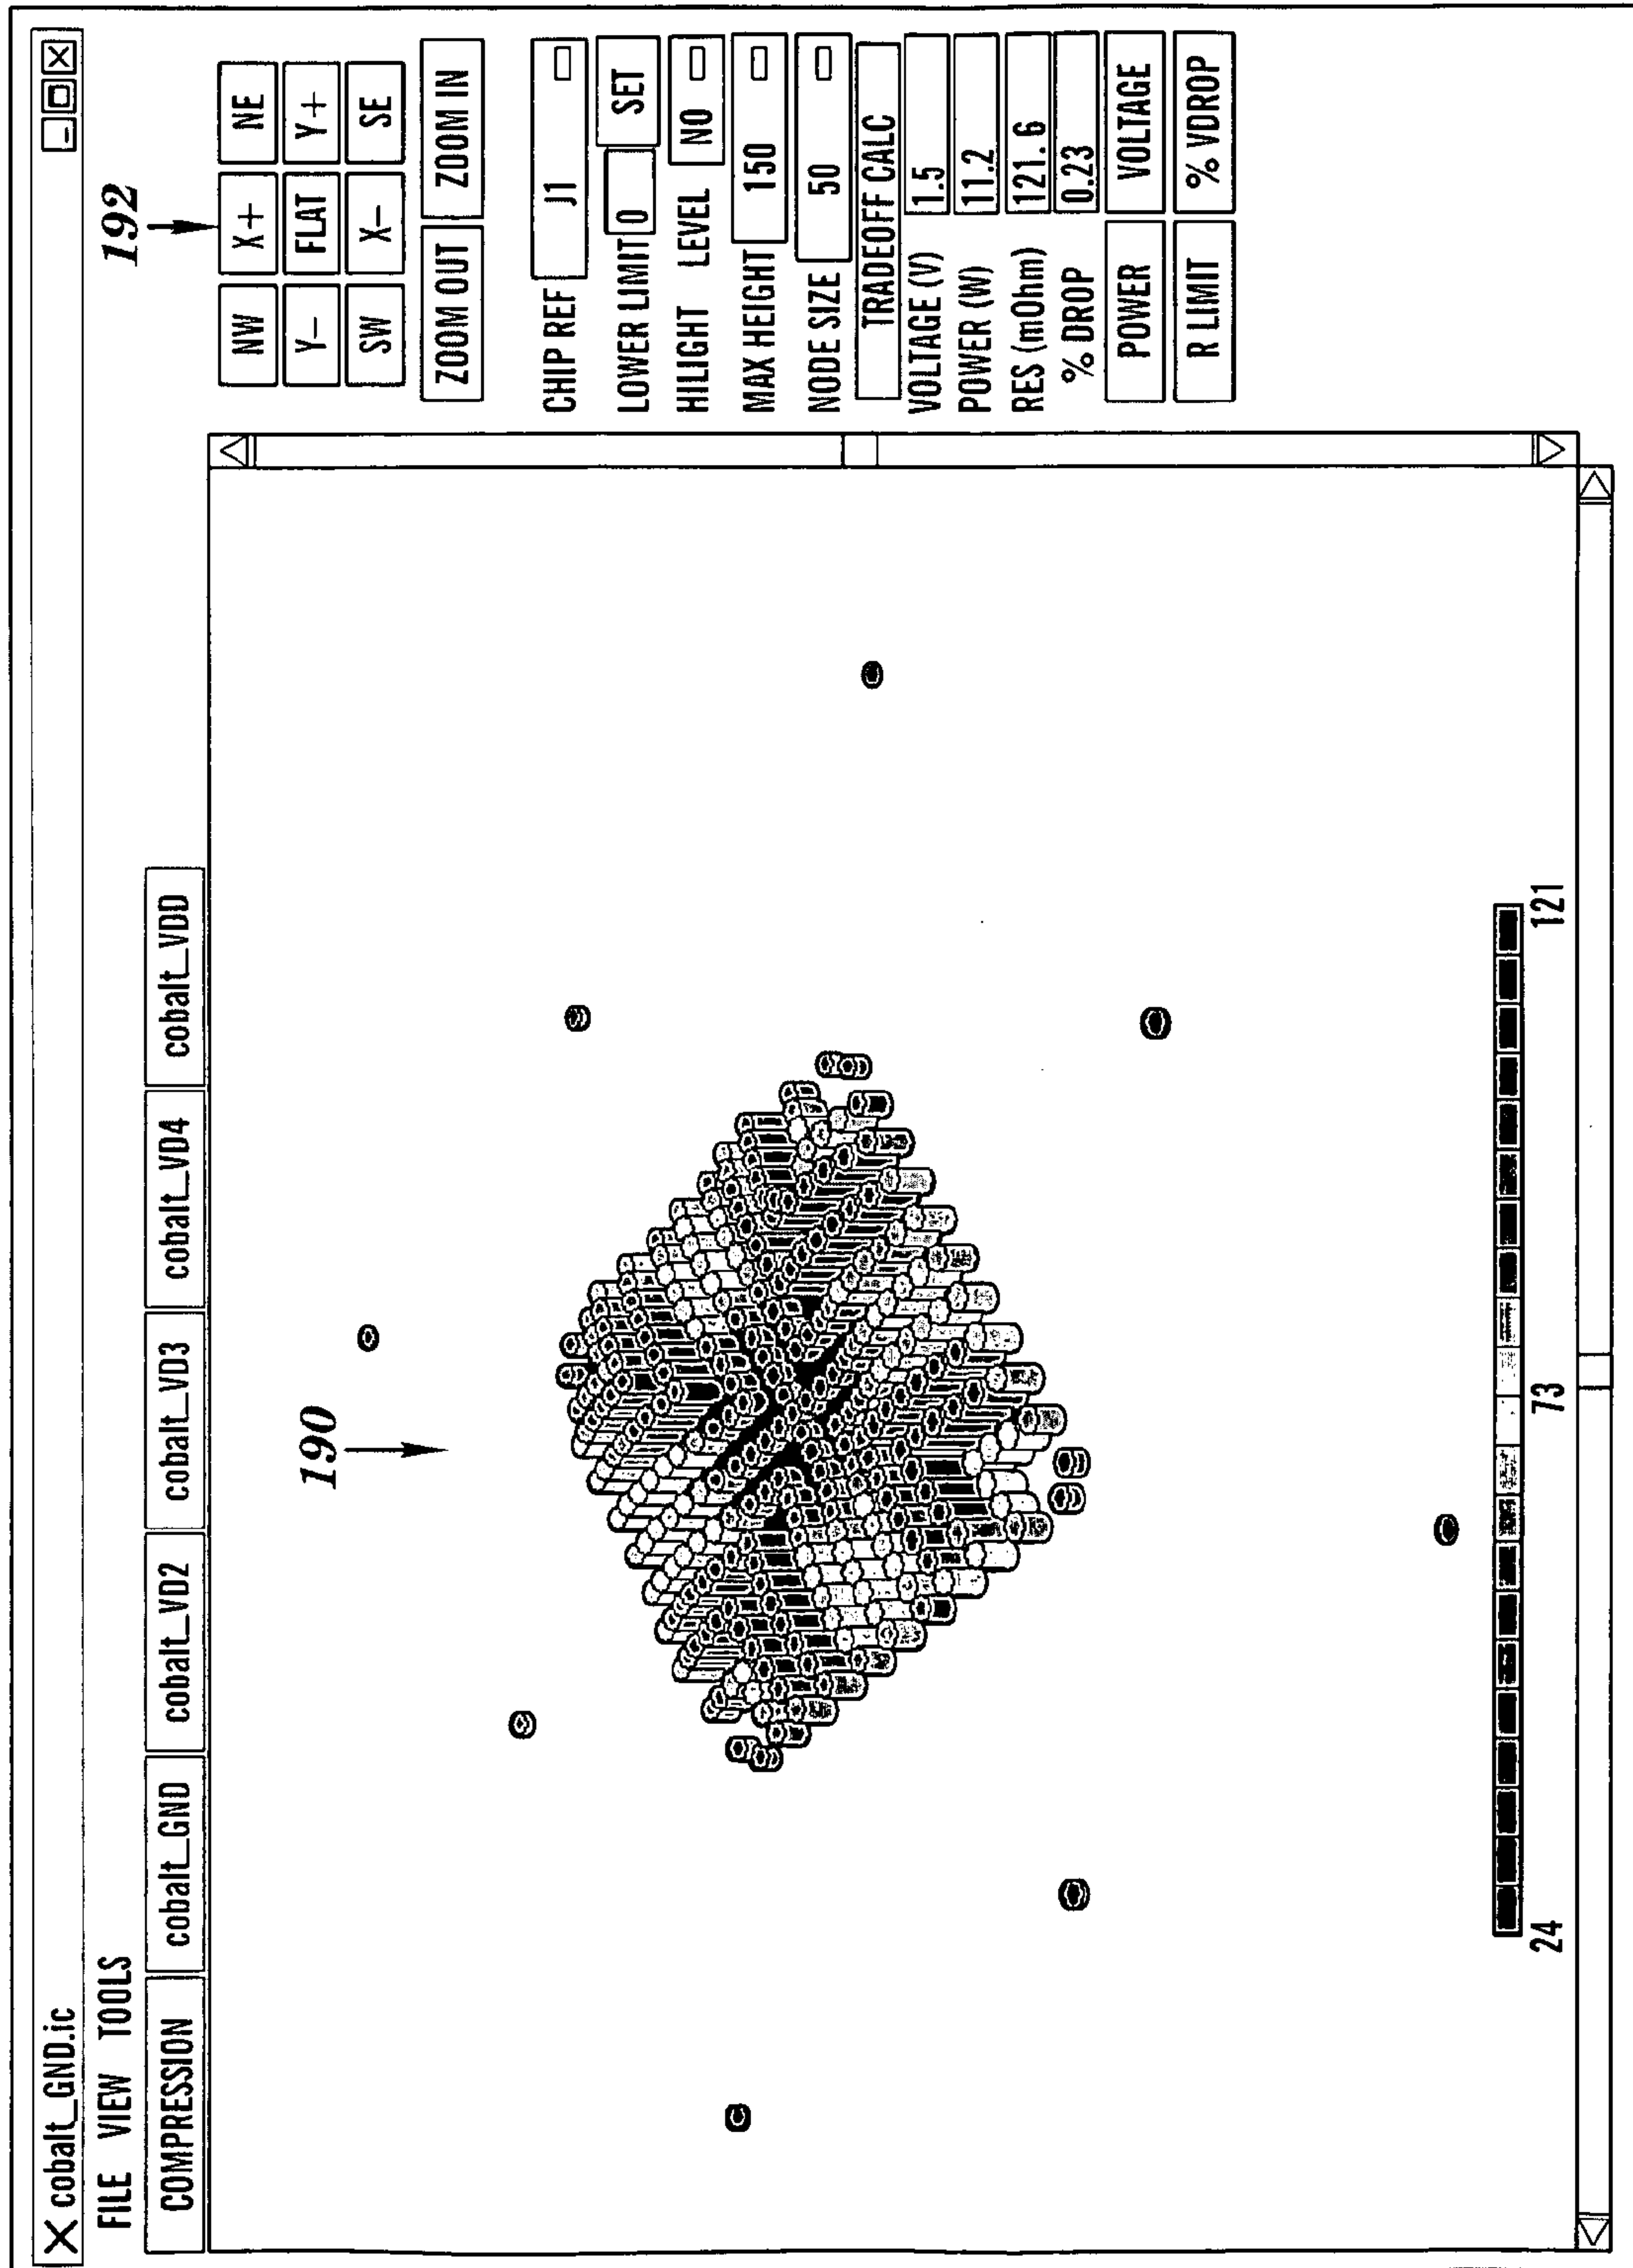 X cobalt_GND.ic
FILE VIEW TOOLS
COMPRESSION cobalt_GND cobalt_VD2 cobalt_VD3 cobalt_VD4 cobalt_VDD
192
190
NW X+ NE
Y- FLAT Y+
SW X- SE
ZOOM OUT ZOOM IN
CHIP REF J1
LOWER LIMIT 0 SET
HILIGHT LEVEL NO
MAX HEIGHT 150
NODE SIZE 50
TRADEOFF CALC
VOLTAGE (V) 1.5
POWER (W) 11.2
RES (mOhm) 121.6
% DROP 0.23
POWER VOLTAGE
R LIMIT % VDROP
24 73 121